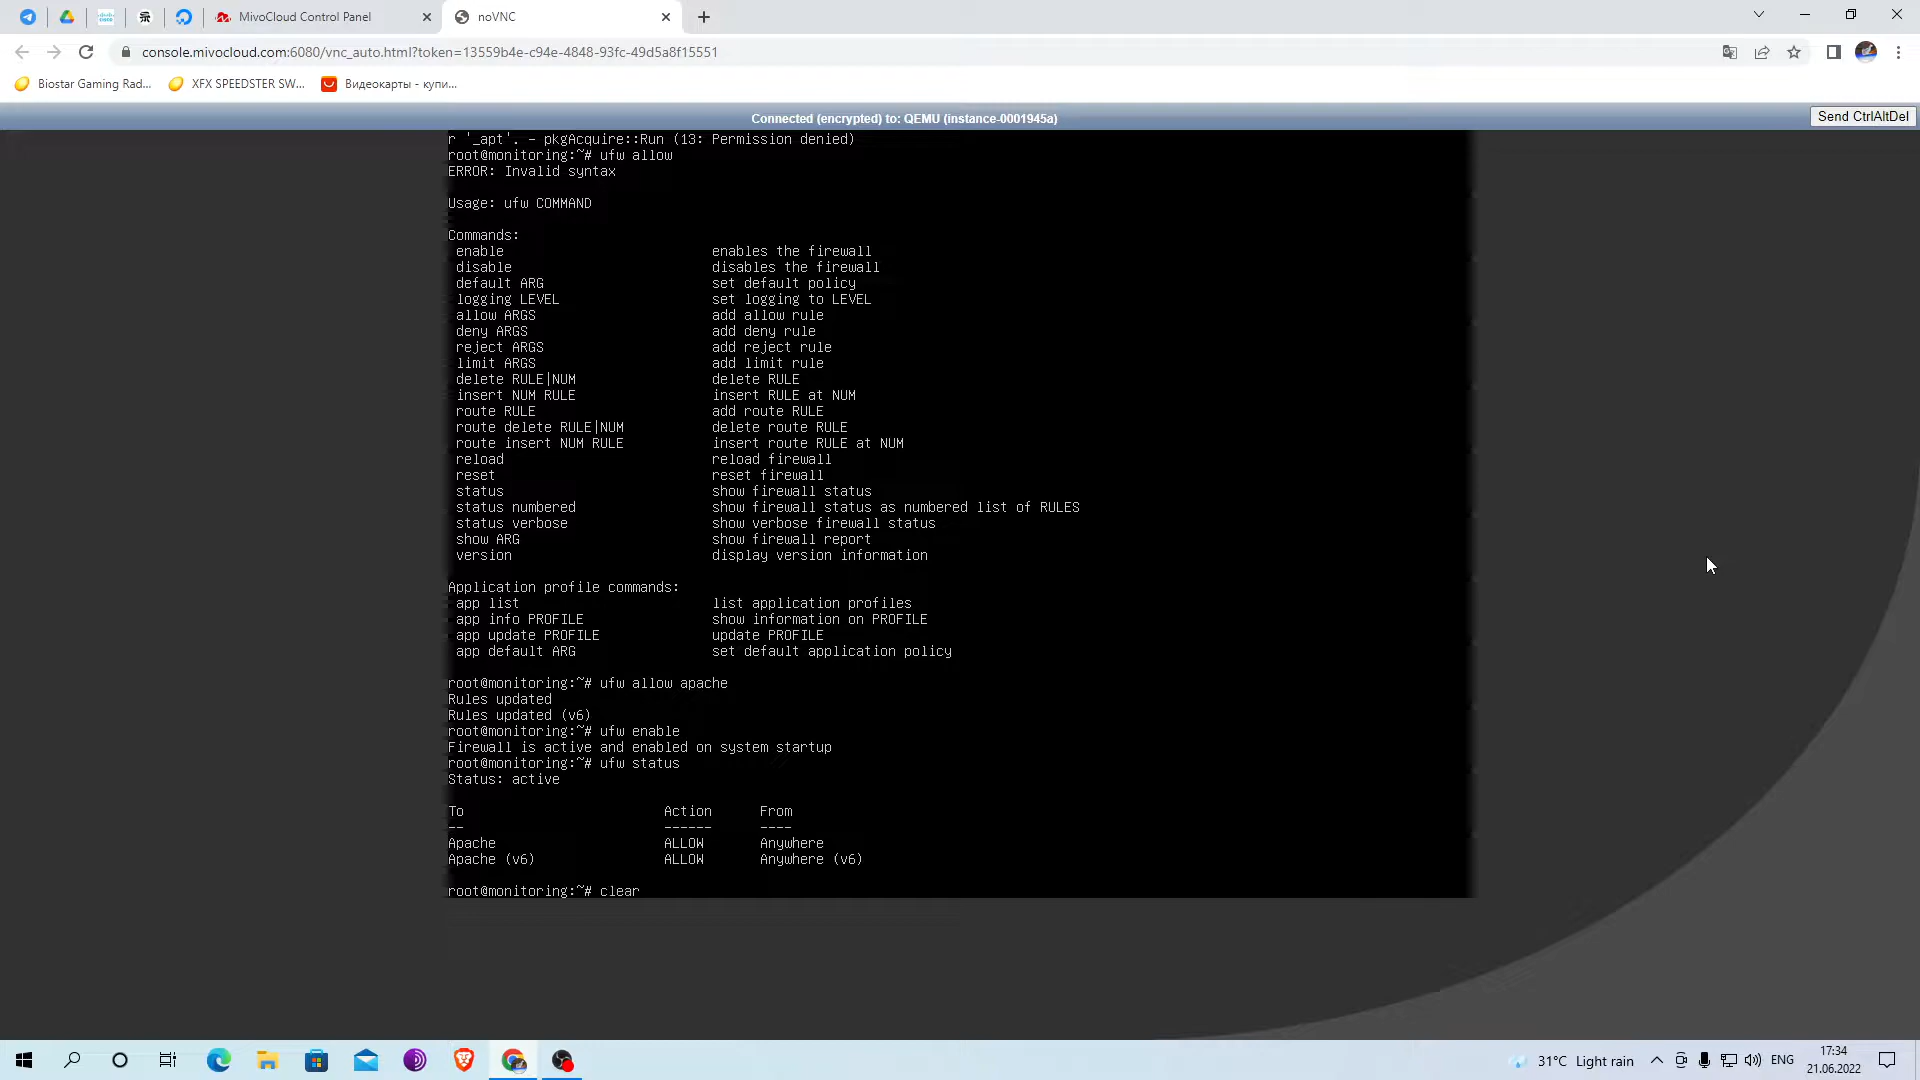 MivoCloud Control Panel
noVNC
console.mivocloud.com:6080/vnc_auto.html?token=13559b4e-c94e-4848-93fc-49d5a8f15551
Biostar Gaming Rad... XFX SPEEDSTER SW... Видеокарты - купи...
Connected (encrypted) to: QEMU (instance-0001945a)
Send CtrlAltDel
r '_apt'. - pkgAcquire::Run (13: Permission denied)
root@monitoring:~# ufw allow
ERROR: Invalid syntax
Usage: ufw COMMAND
Commands:
enable enables the firewall
disable disables the firewall
default ARG set default policy
logging LEVEL set logging to LEVEL
allow ARGS add allow rule
deny ARGS add deny rule
reject ARGS add reject rule
limit ARGS add limit rule
delete RULE|NUM delete RULE
insert NUM RULE insert RULE at NUM
route RULE add route RULE
route delete RULE|NUM delete route RULE
route insert NUM RULE insert route RULE at NUM
reload reload firewall
reset reset firewall
status show firewall status
status numbered show firewall status as numbered list of RULES
status verbose show verbose firewall status
show ARG show firewall report
version display version information
Application profile commands:
app list list application profiles
app info PROFILE show information on PROFILE
app update PROFILE update PROFILE
app default ARG set default application policy
root@monitoring:~# ufw allow apache
Rules updated
Rules updated (v6)
root@monitoring:~# ufw enable
Firewall is active and enabled on system startup
root@monitoring:~# ufw status
Status: active
To Action From
-- ------ ----
Apache ALLOW Anywhere
Apache (v6) ALLOW Anywhere (v6)
root@monitoring:~# clear
31°C Light rain
ENG
17:34
21.06.2022